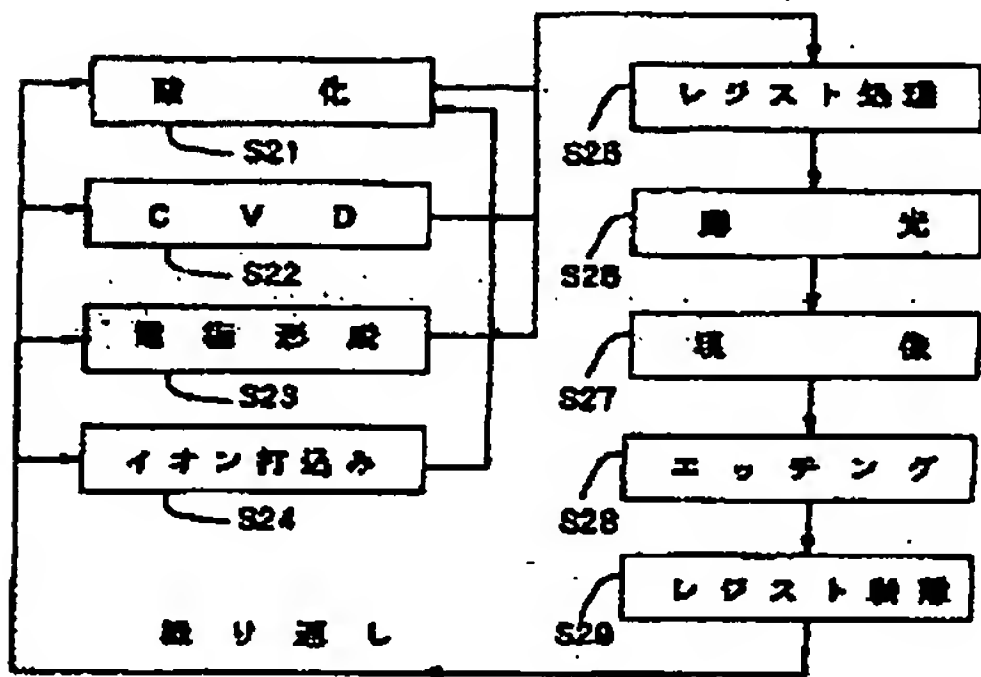 酸化
S21
CVD
S22
電極形成
S23
イオン打込み
S24
繰り返し
レジスト処理
S25
露光
S26
現像
S27
エッチング
S28
レジスト剥離
S29